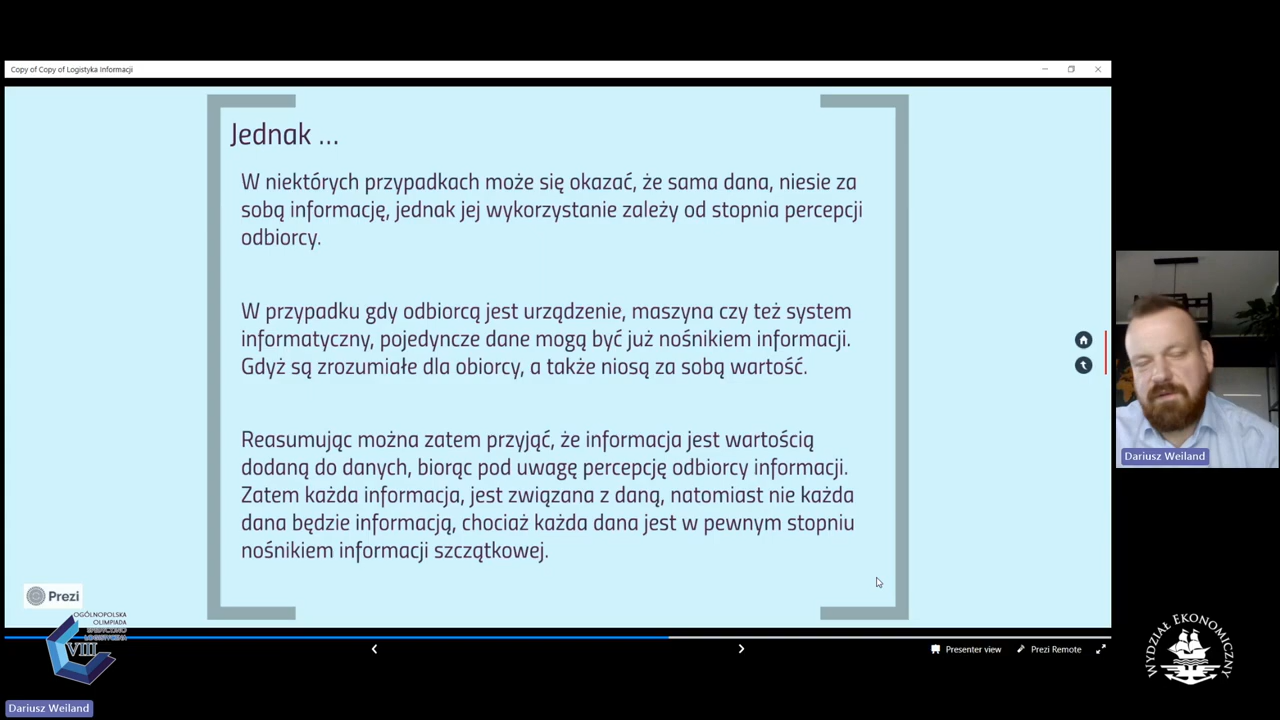 Copy of Copy of Logistyka Informacji
Jednak ...
W niektórych przypadkach może się okazać, że sama dana, niesie za
sobą informację, jednak jej wykorzystanie zależy od stopnia percepcji
odbiorcy.
W przypadku gdy odbiorcą jest urządzenie, maszyna czy też system
informatyczny, pojedyncze dane mogą być już nośnikiem informacji.
Gdyż są zrozumiałe dla obiorcy, a także niosą za sobą wartość.
Reasumując można zatem przyjąć, że informacja jest wartością
dodaną do danych, biorąc pod uwagę percepcję odbiorcy informacji.
Zatem każda informacja, jest związana z daną, natomiast nie każda
dana będzie informacją, chociaż każda dana jest w pewnym stopniu
nośnikiem informacji szczątkowej.
Dariusz Weiland
Prezi
OGÓLNOPOLSKA
OLIMPIADA
LOGISTYCZNA
VIII
Presenter view
Prezi Remote
WYDZIAŁ EKONOMICZNY
Dariusz Weiland